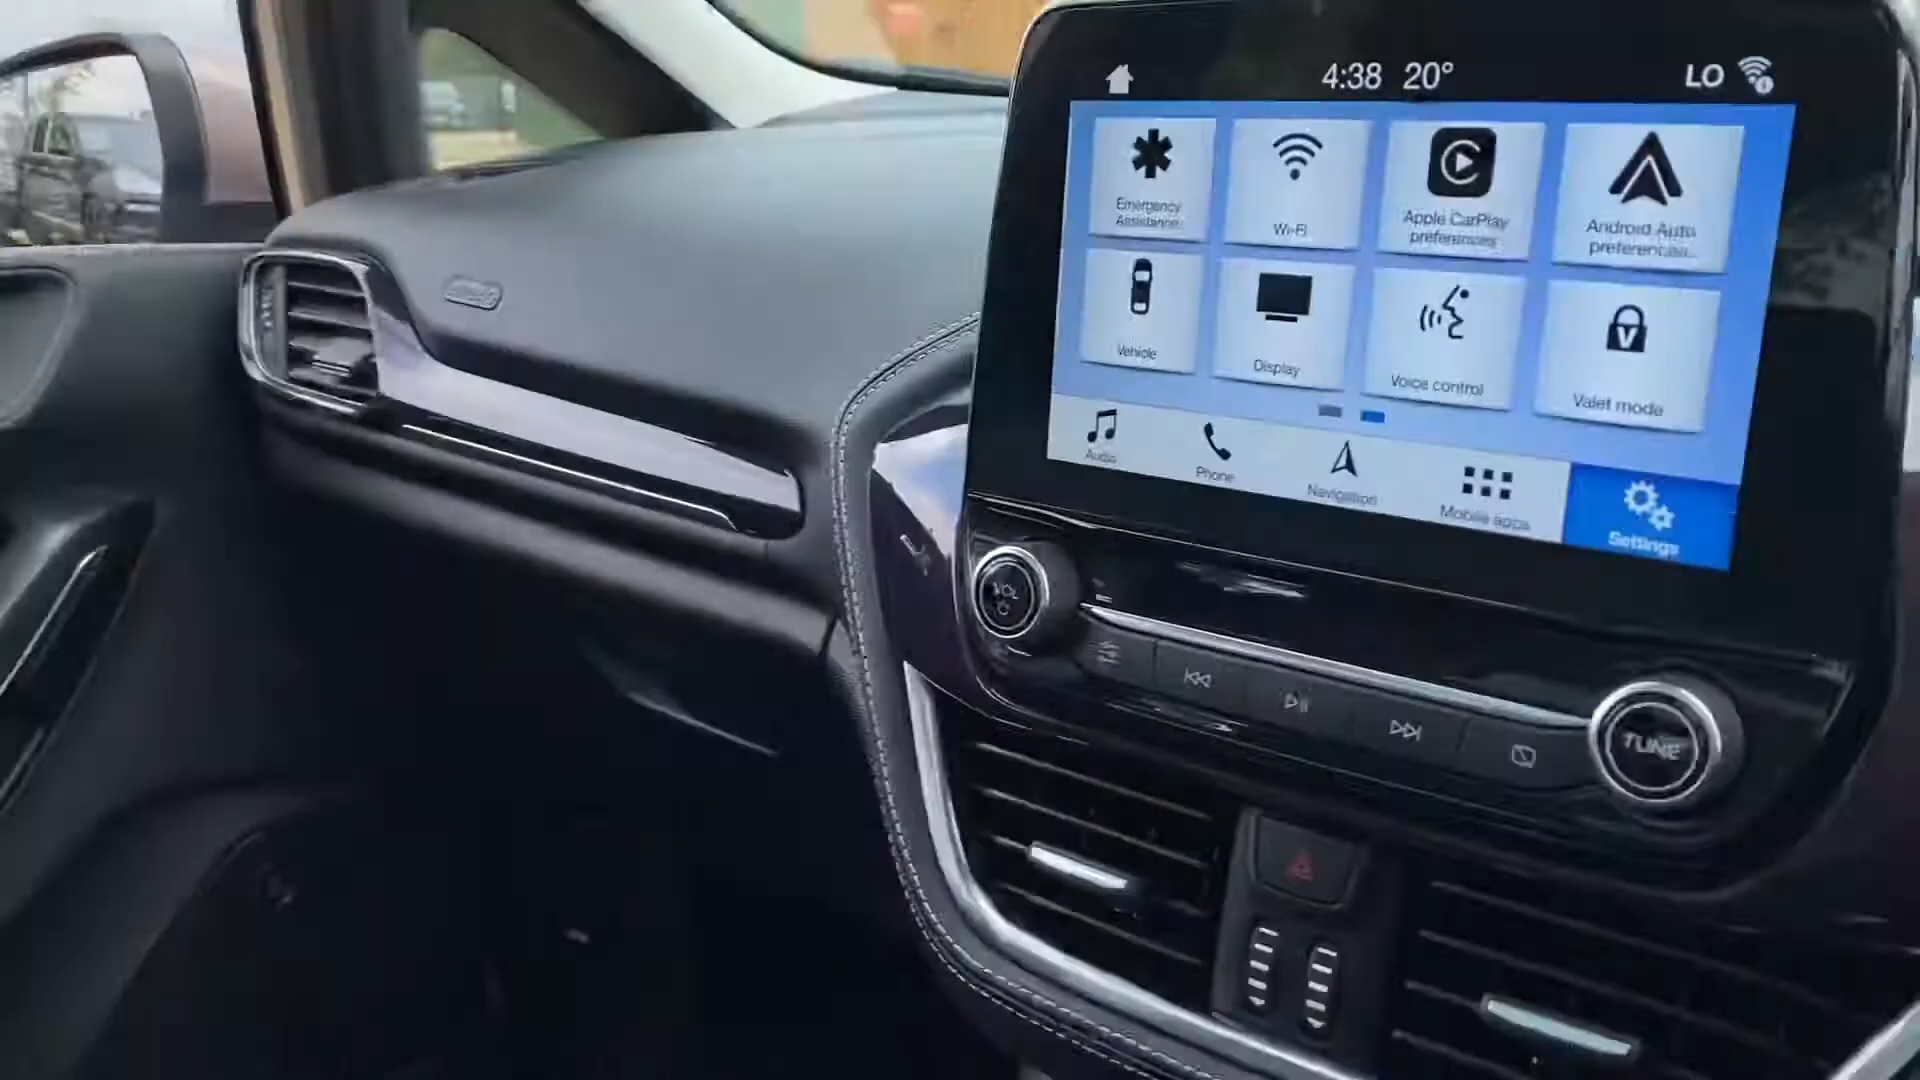 4:38 20° LO
Emergency
Assistance
Wi-Fi
Apple CarPlay
preferences
Android Auto
preferences...
Vehicle
Display
Voice control
Valet mode
Audio
Phone
Navigation
Mobile apps
Settings
VOL
TUNE